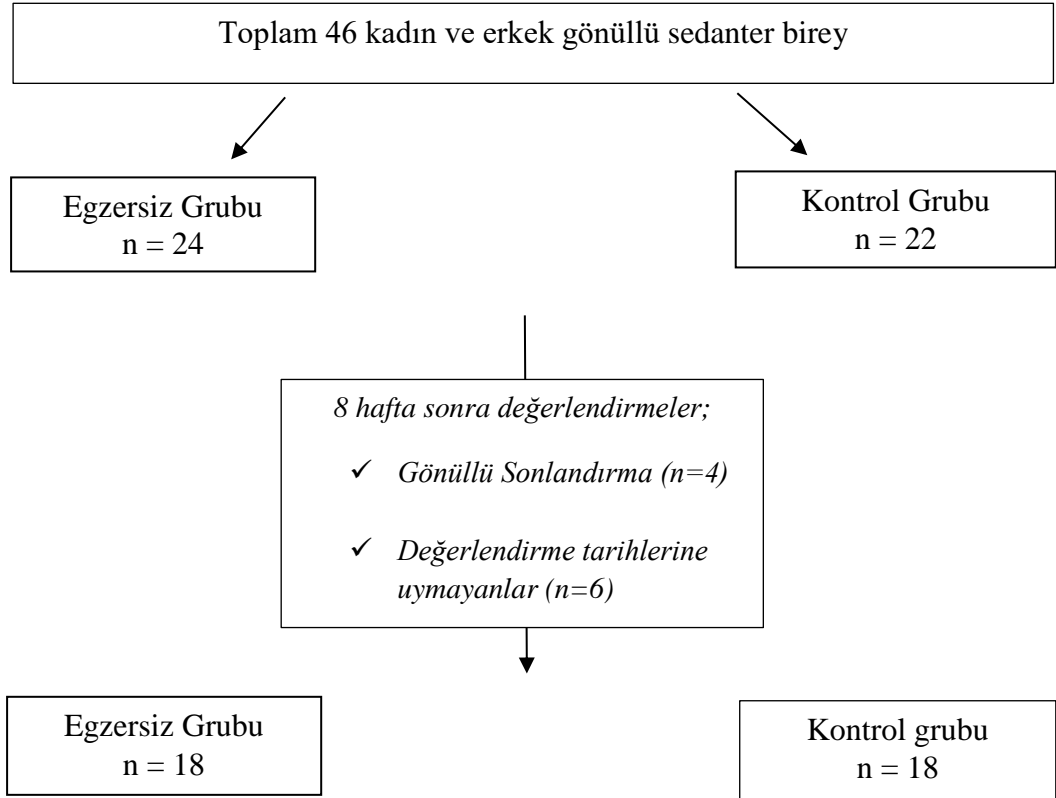 Toplam 46 kadın ve erkek gönüllü sedanter birey
Egzersiz Grubu
n = 24
Kontrol Grubu
n = 22
8 hafta sonra değerlendirmeler;
✓ Gönüllü Sonlandırma (n=4)
✓ Değerlendirme tarihlerine
uymayanlar (n=6)
Egzersiz Grubu
n = 18
Kontrol grubu
n = 18